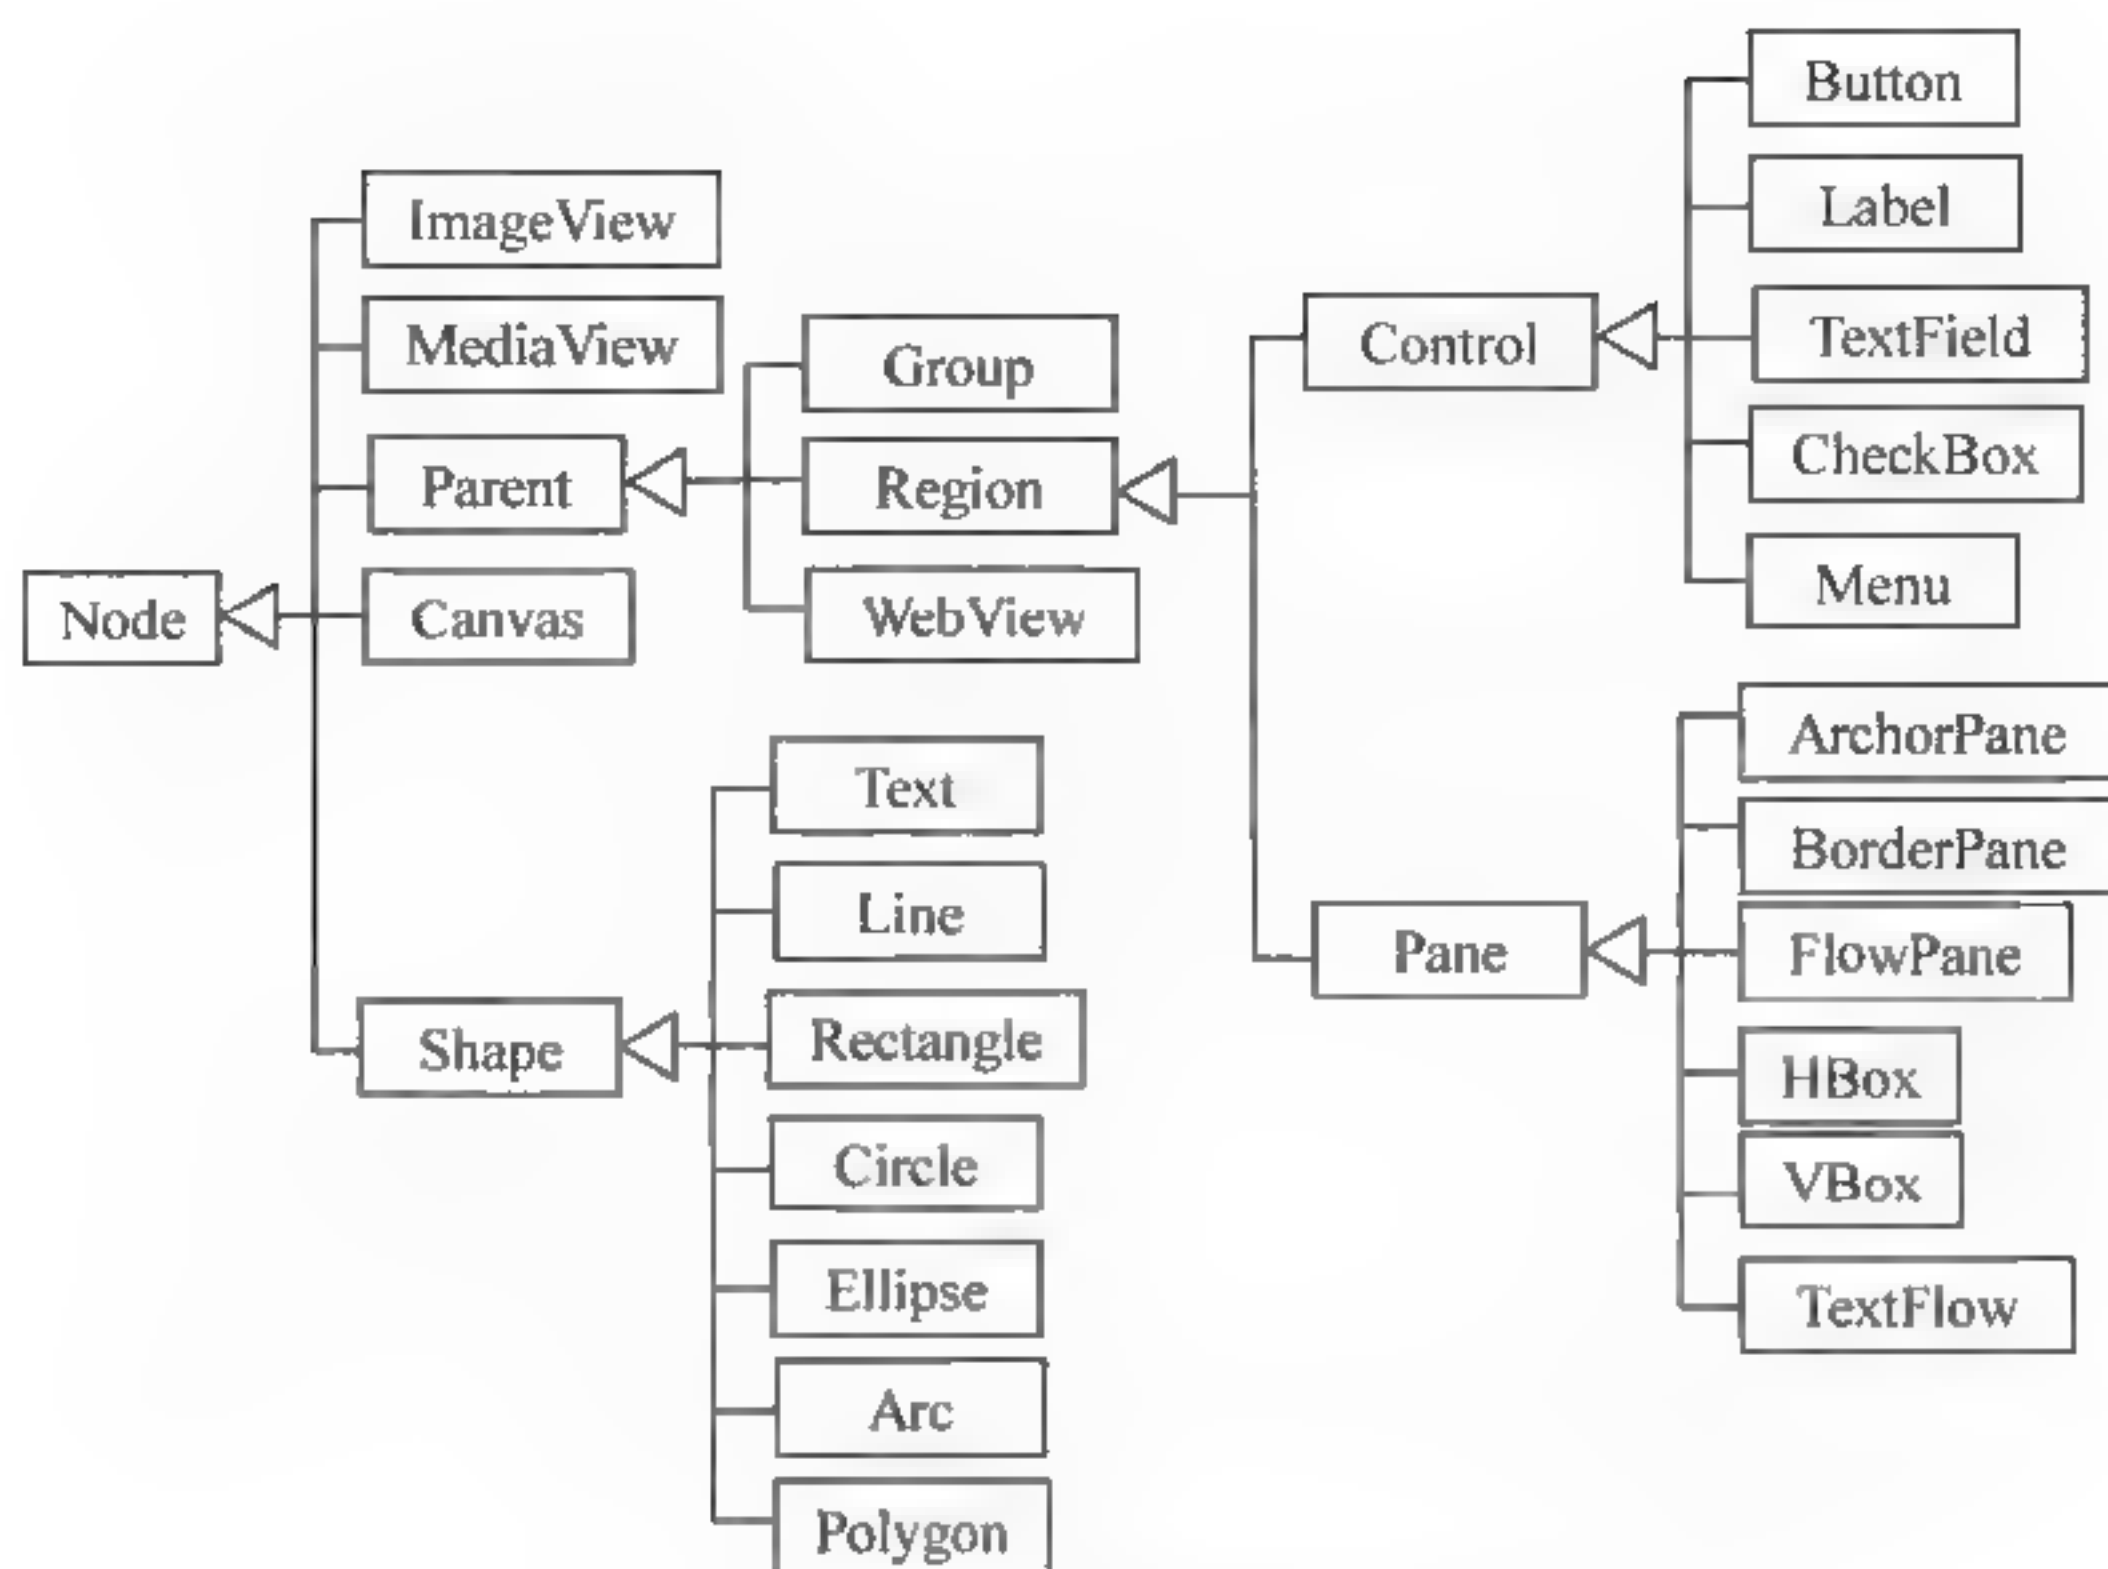 Node
ImageView
MediaView
Parent
Canvas
Shape
Group
Region
WebView
Text
Line
Rectangle
Circle
Ellipse
Arc
Polygon
Control
Pane
Button
Label
TextField
CheckBox
Menu
ArchorPane
BorderPane
FlowPane
HBox
VBox
TextFlow